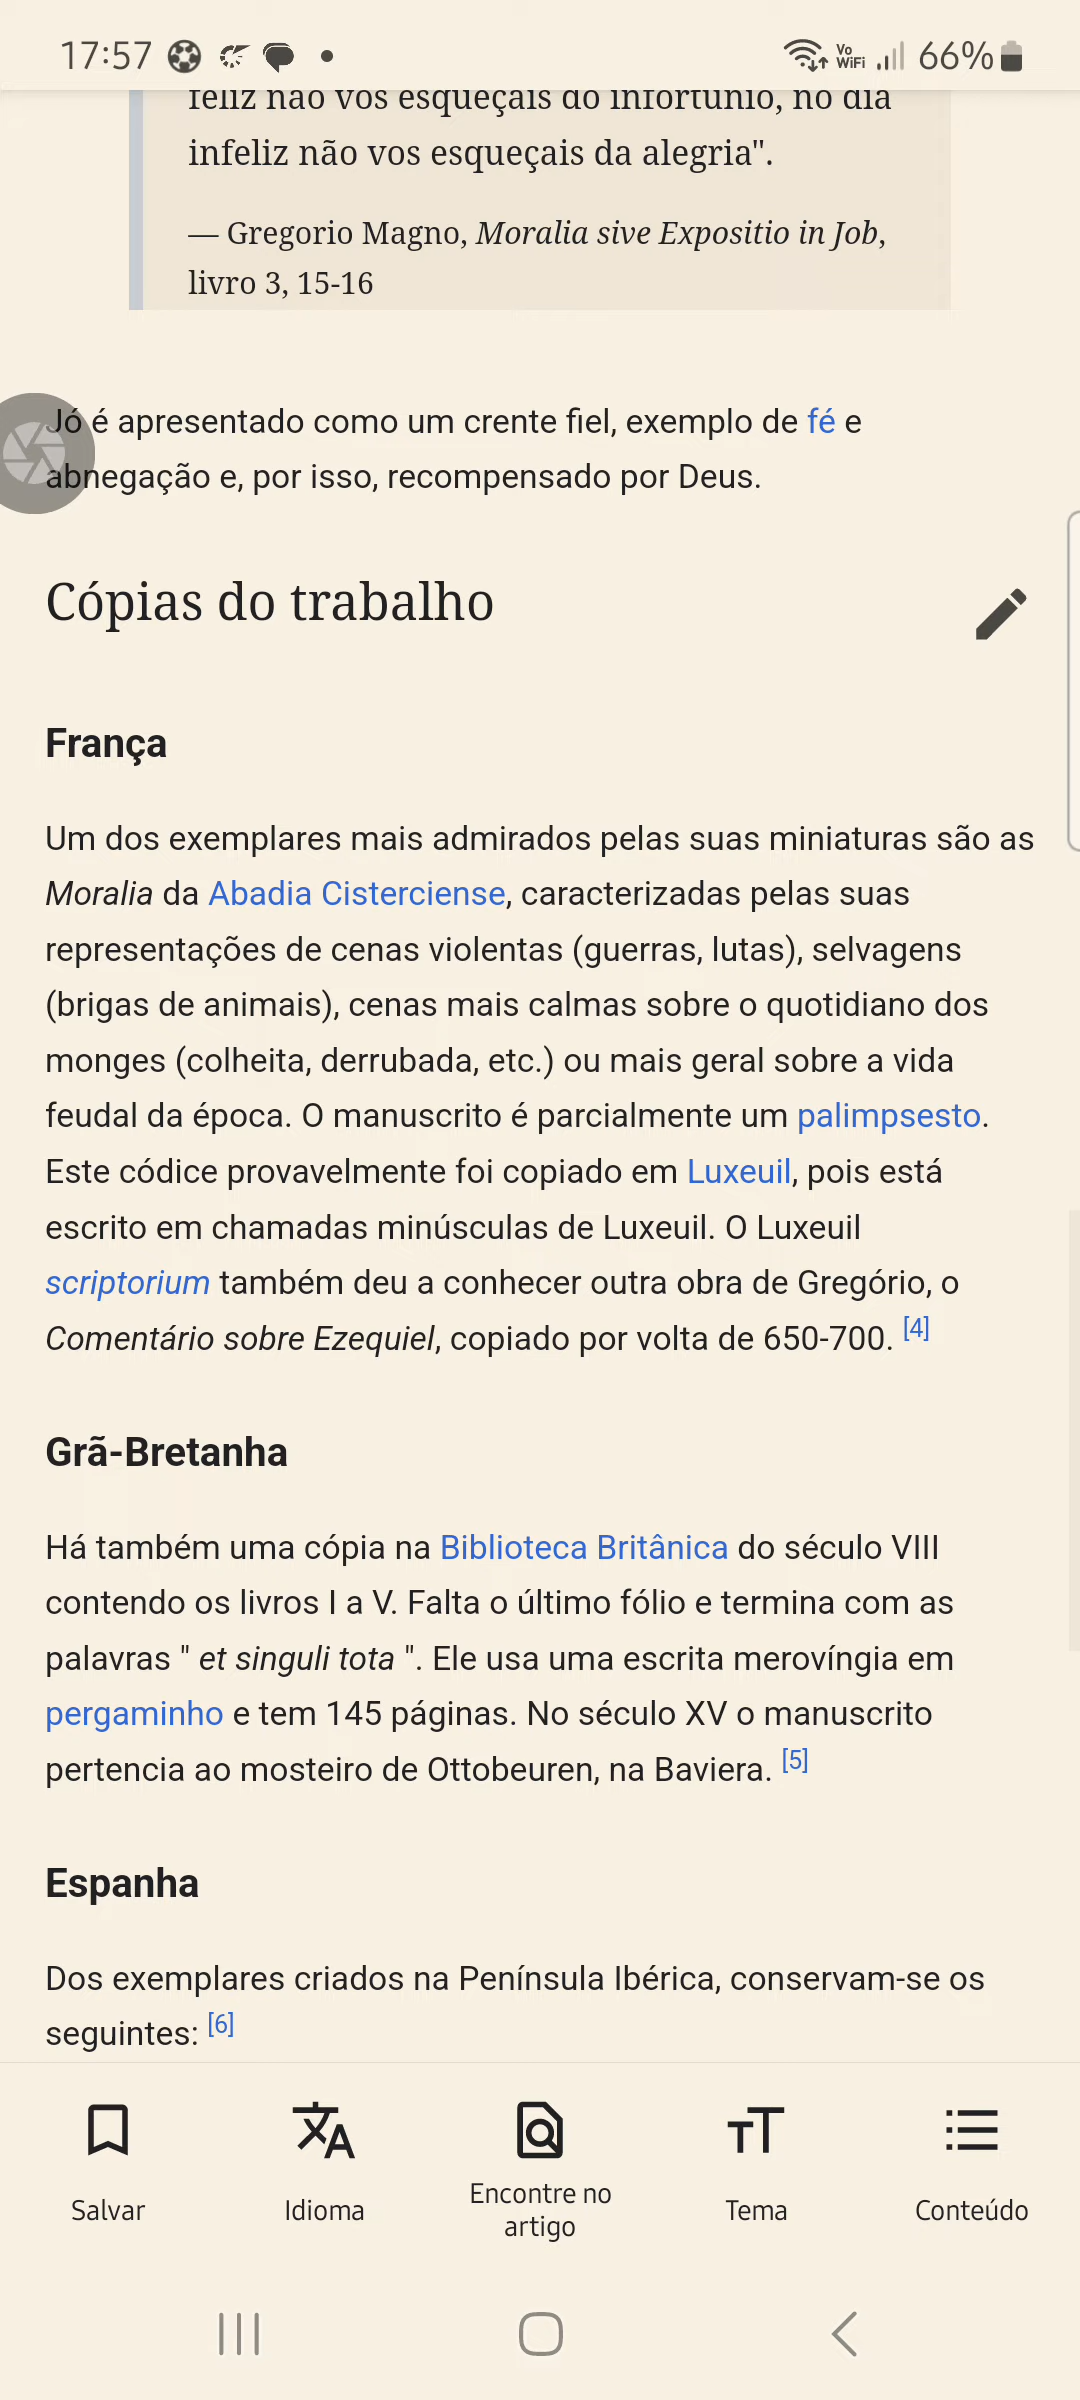 17:57
Vo WiFi 66%
feliz não vos esqueçais do infortúnio, no dia
infeliz não vos esqueçais da alegria".
— Gregorio Magno, Moralia sive Expositio in Job,
livro 3, 15-16
Jó é apresentado como um crente fiel, exemplo de fé e
abnegação e, por isso, recompensado por Deus.
Cópias do trabalho
França
Um dos exemplares mais admirados pelas suas miniaturas são as
Moralia da Abadia Cisterciense, caracterizadas pelas suas
representações de cenas violentas (guerras, lutas), selvagens
(brigas de animais), cenas mais calmas sobre o quotidiano dos
monges (colheita, derrubada, etc.) ou mais geral sobre a vida
feudal da época. O manuscrito é parcialmente um palimpsesto.
Este códice provavelmente foi copiado em Luxeuil, pois está
escrito em chamadas minúsculas de Luxeuil. O Luxeuil
scriptorium também deu a conhecer outra obra de Gregório, o
Comentário sobre Ezequiel, copiado por volta de 650-700. [4]
Grã-Bretanha
Há também uma cópia na Biblioteca Britânica do século VIII
contendo os livros I a V. Falta o último fólio e termina com as
palavras " et singuli tota ". Ele usa uma escrita merovíngia em
pergaminho e tem 145 páginas. No século XV o manuscrito
pertencia ao mosteiro de Ottobeuren, na Baviera. [5]
Espanha
Dos exemplares criados na Península Ibérica, conservam-se os
seguintes: [6]
Salvar
Idioma
Encontre no
artigo
Tema
Conteúdo